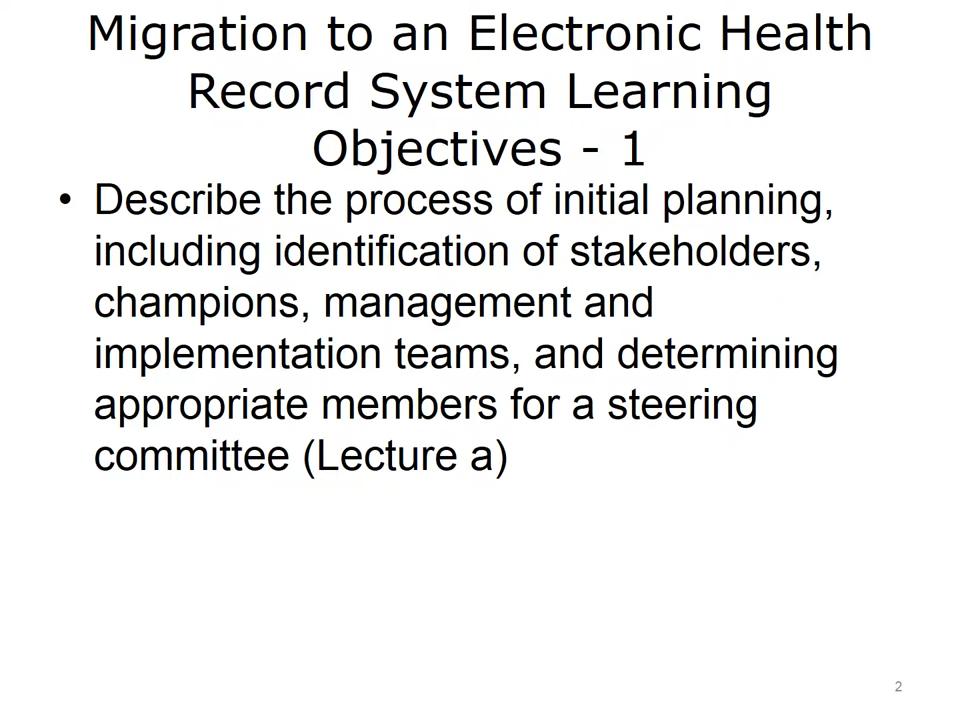 Migration to an Electronic Health
Record System Learning
Objectives - 1
• Describe the process of initial planning,
including identification of stakeholders,
champions, management and
implementation teams, and determining
appropriate members for a steering
committee (Lecture a)
2